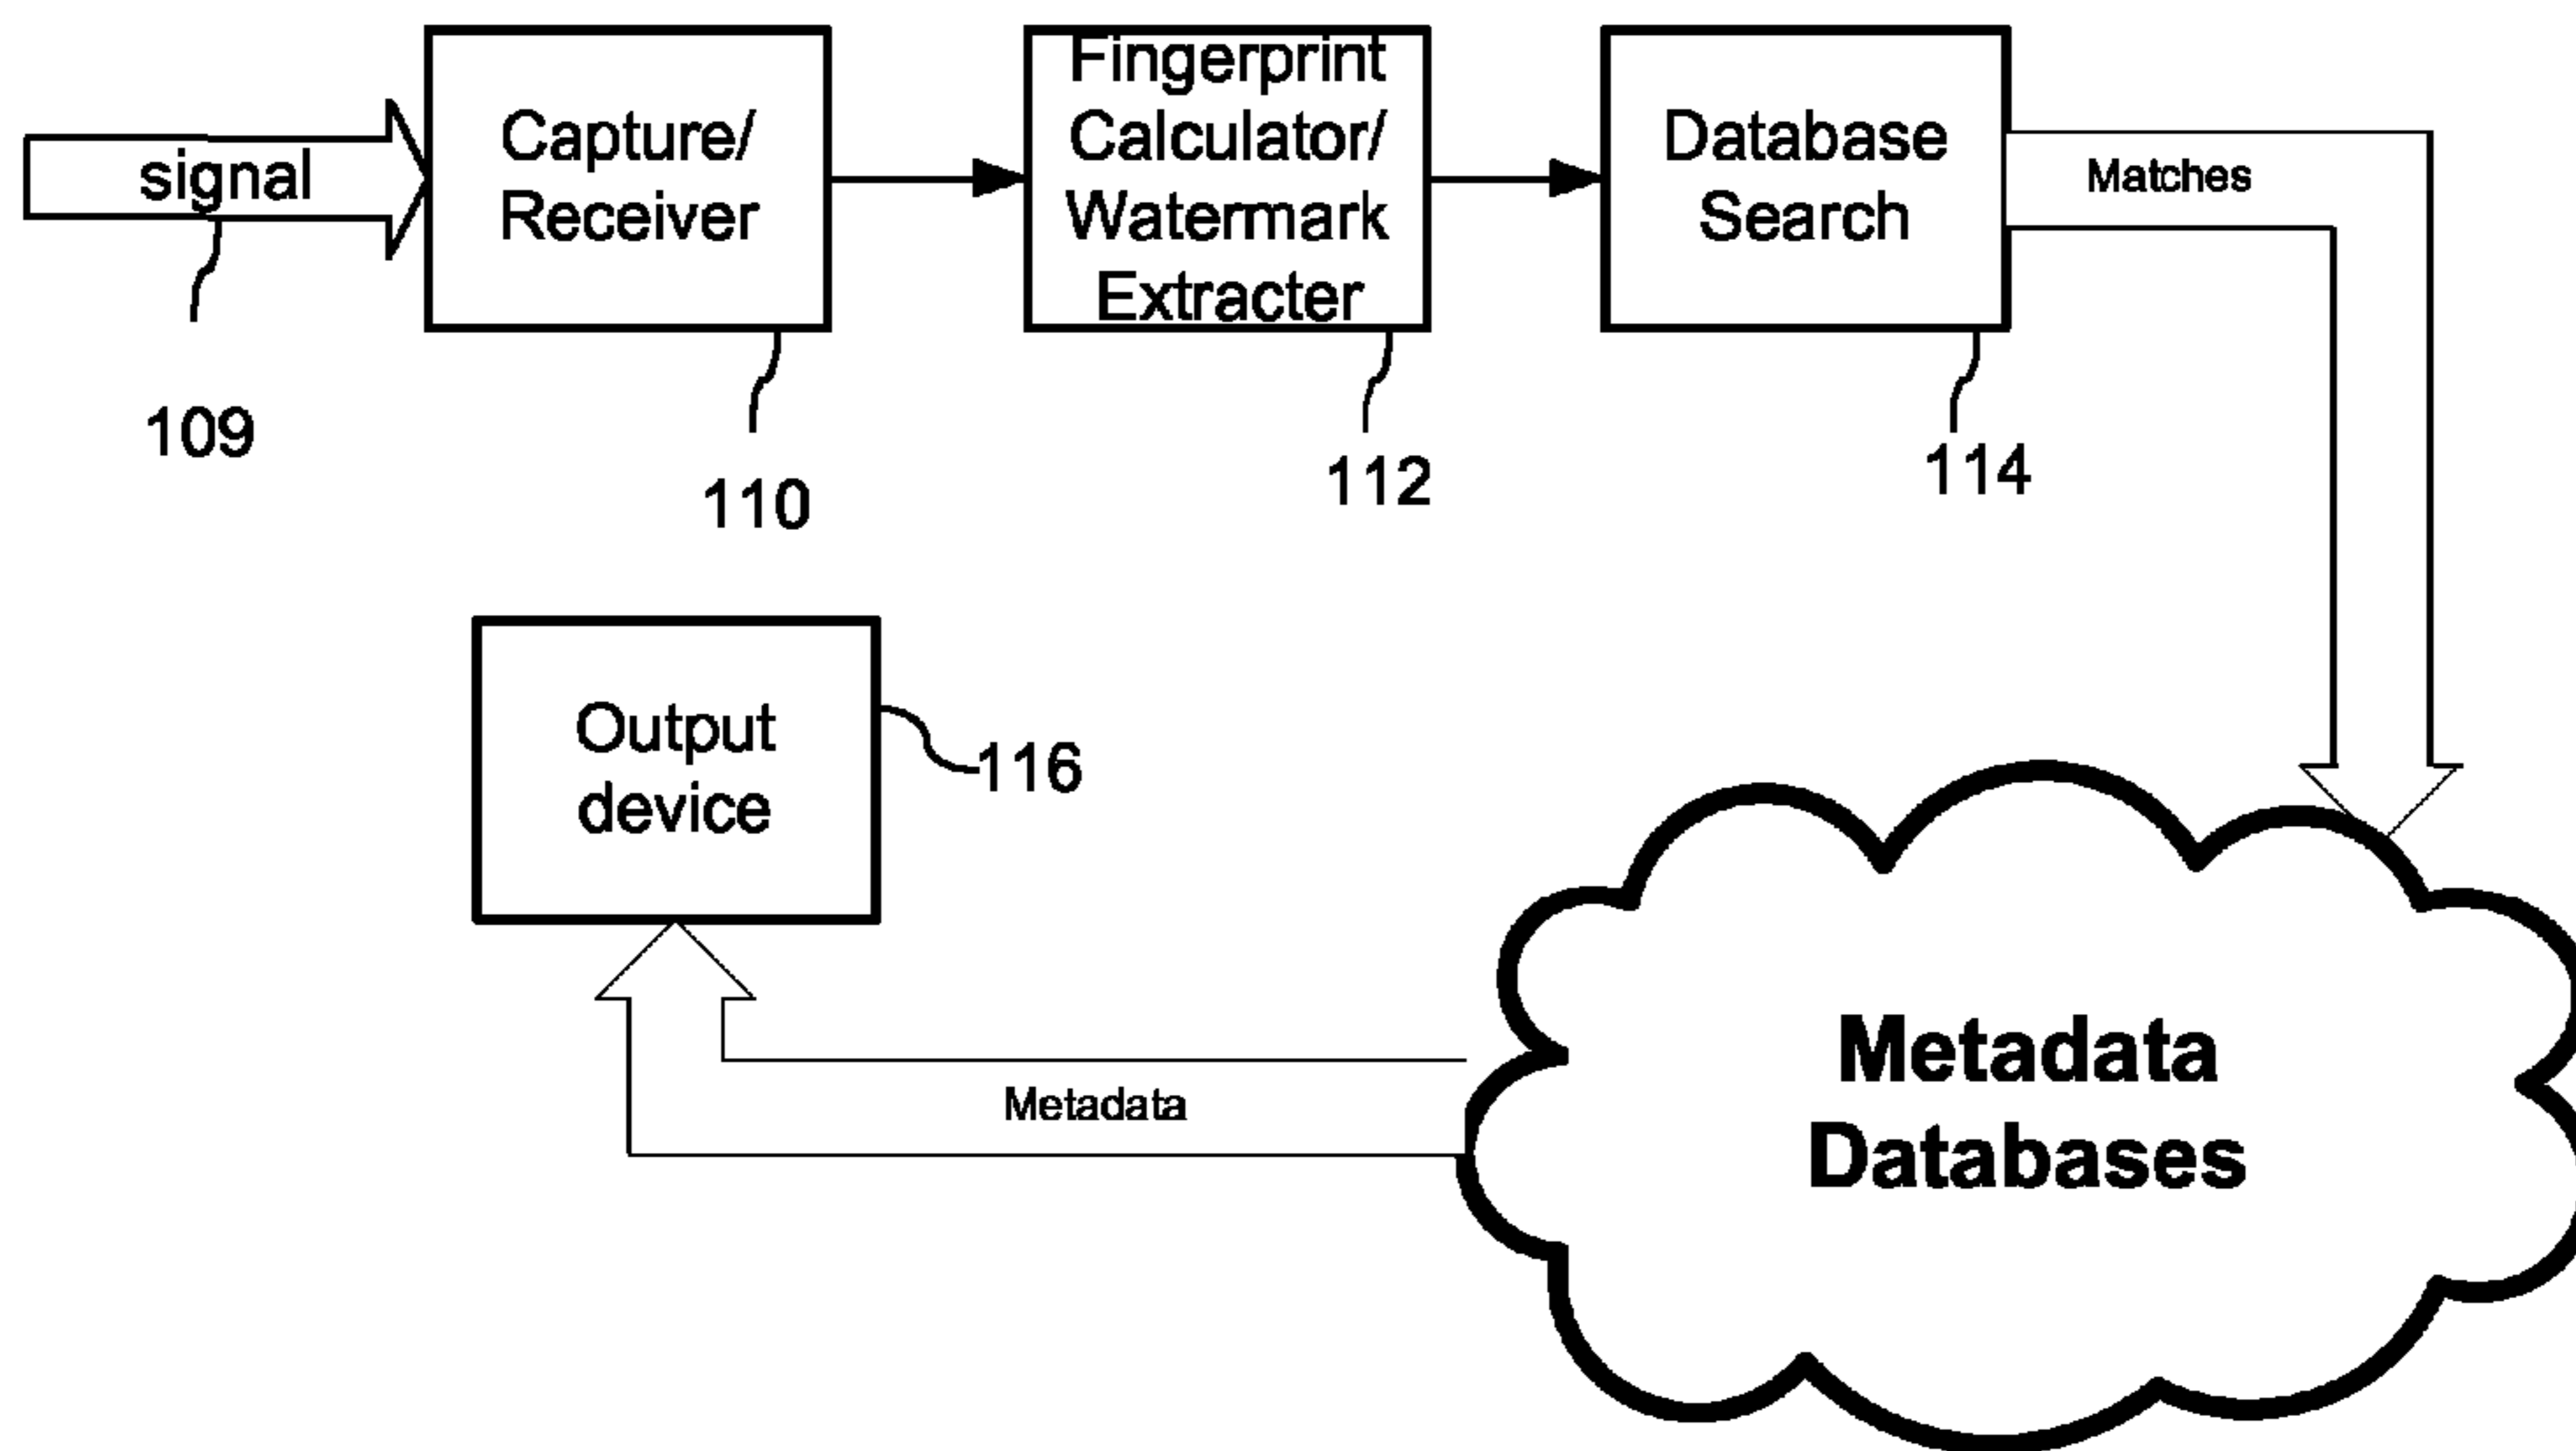 signal
Capture/
Receiver
Fingerprint
Calculator/
Watermark
Extracter
Database
Search
Matches
109
110
112
114
Output
device
116
Metadata
Databases
Metadata